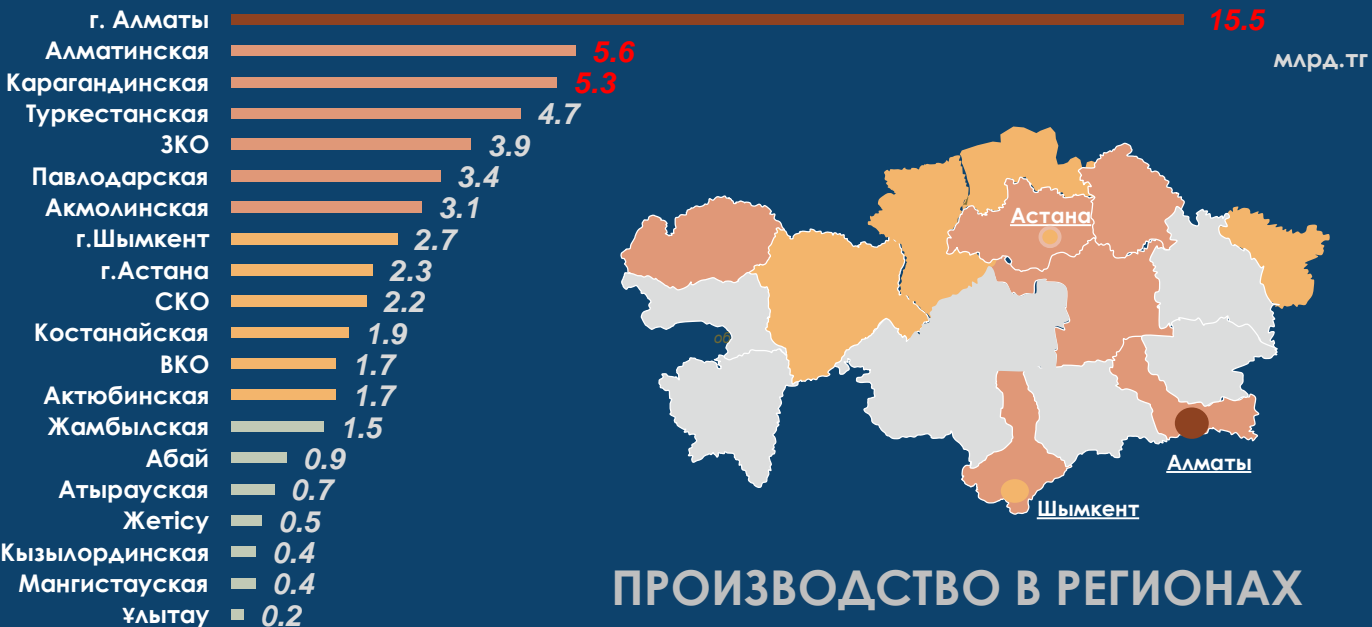 г. Алматы 15.5
Алматинская 5.6
млрд.тг
Карагандинская 5.3
Туркестанская 4.7
ЗКО 3.9
Павлодарская 3.4
Акмолинская 3.1
г.Шымкент 2.7
г.Астана 2.3
СКО 2.2
Костанайская 1.9
ВКО 1.7
Актюбинская 1.7
Жамбылская 1.5
Абай 0.9
Атырауская 0.7
Жетісу 0.5
Кызылординская 0.4
Мангистауская 0.4
Ұлытау 0.2
Астана
об
Алматы
Шымкент
ПРОИЗВОДСТВО В РЕГИОНАХ